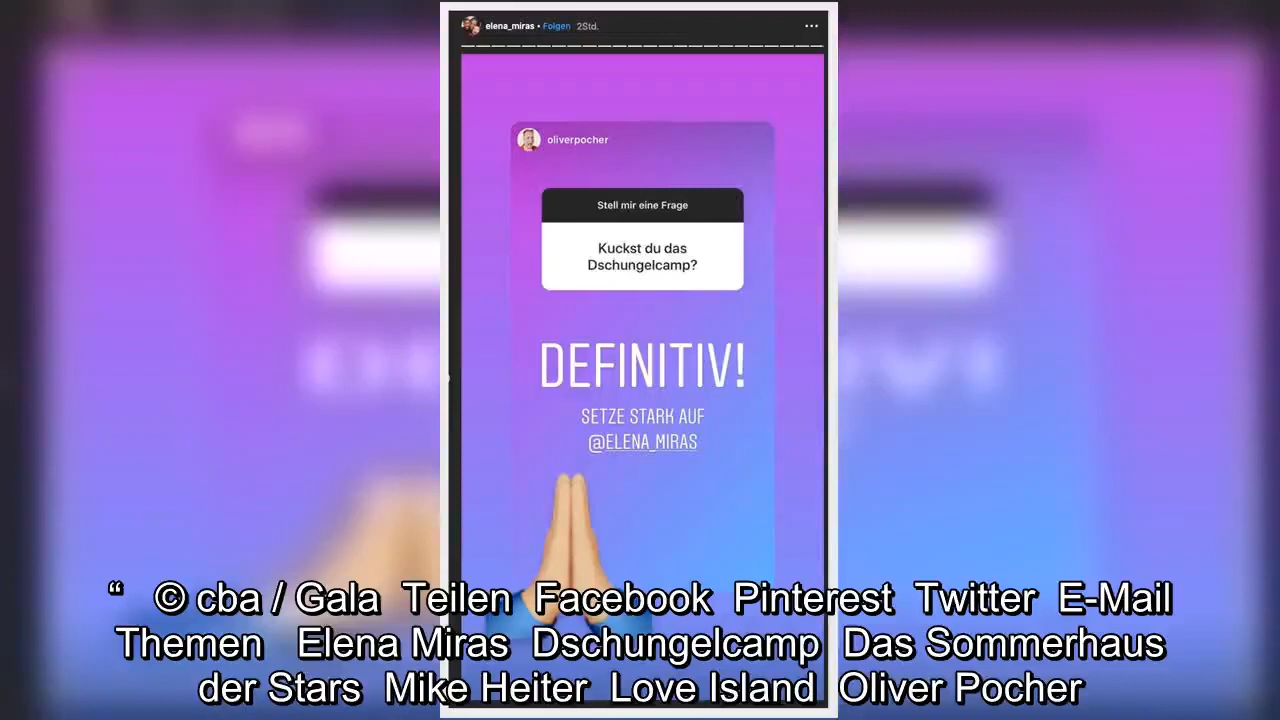 elena_miras • Folgen 2Std.
oliverpocher
Stell mir eine Frage
Kuckst du das
Dschungelcamp?
DEFINITIV!
SETZE STARK AUF
@ELENA_MIRAS
“ © cba / Gala Teilen Facebook Pinterest Twitter E-Mail
Themen Elena Miras Dschungelcamp Das Sommerhaus
der Stars Mike Heiter Love Island Oliver Pocher